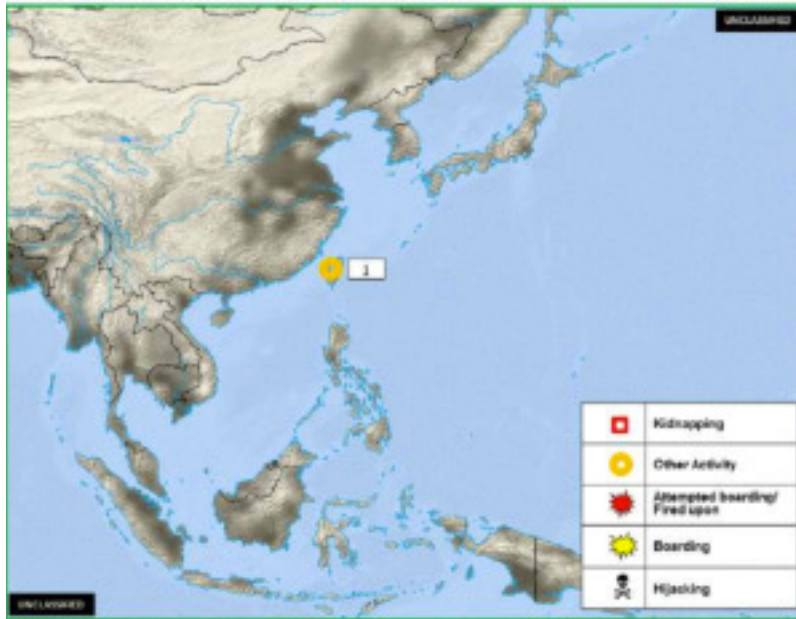 UNCLASSIFIED
1
Kidnapping
Other Activity
Attempted boarding/
Fired upon
Boarding
Hijacking
UNCLASSIFIED